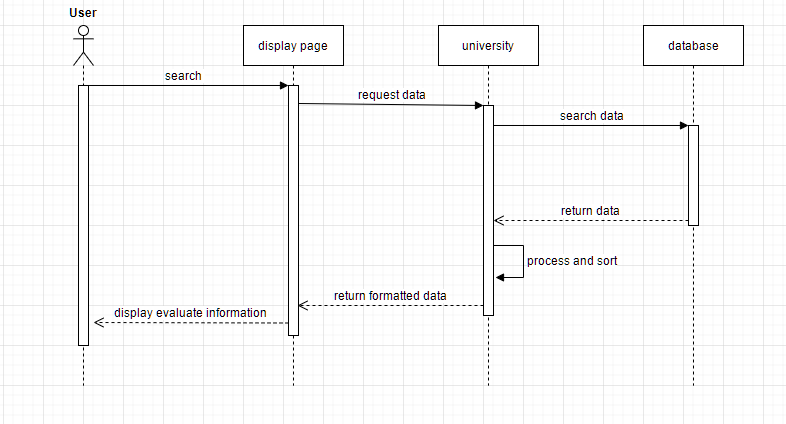 User
display page
university
database
search
request data
search data
return data
process and sort
return formatted data
display evaluate information